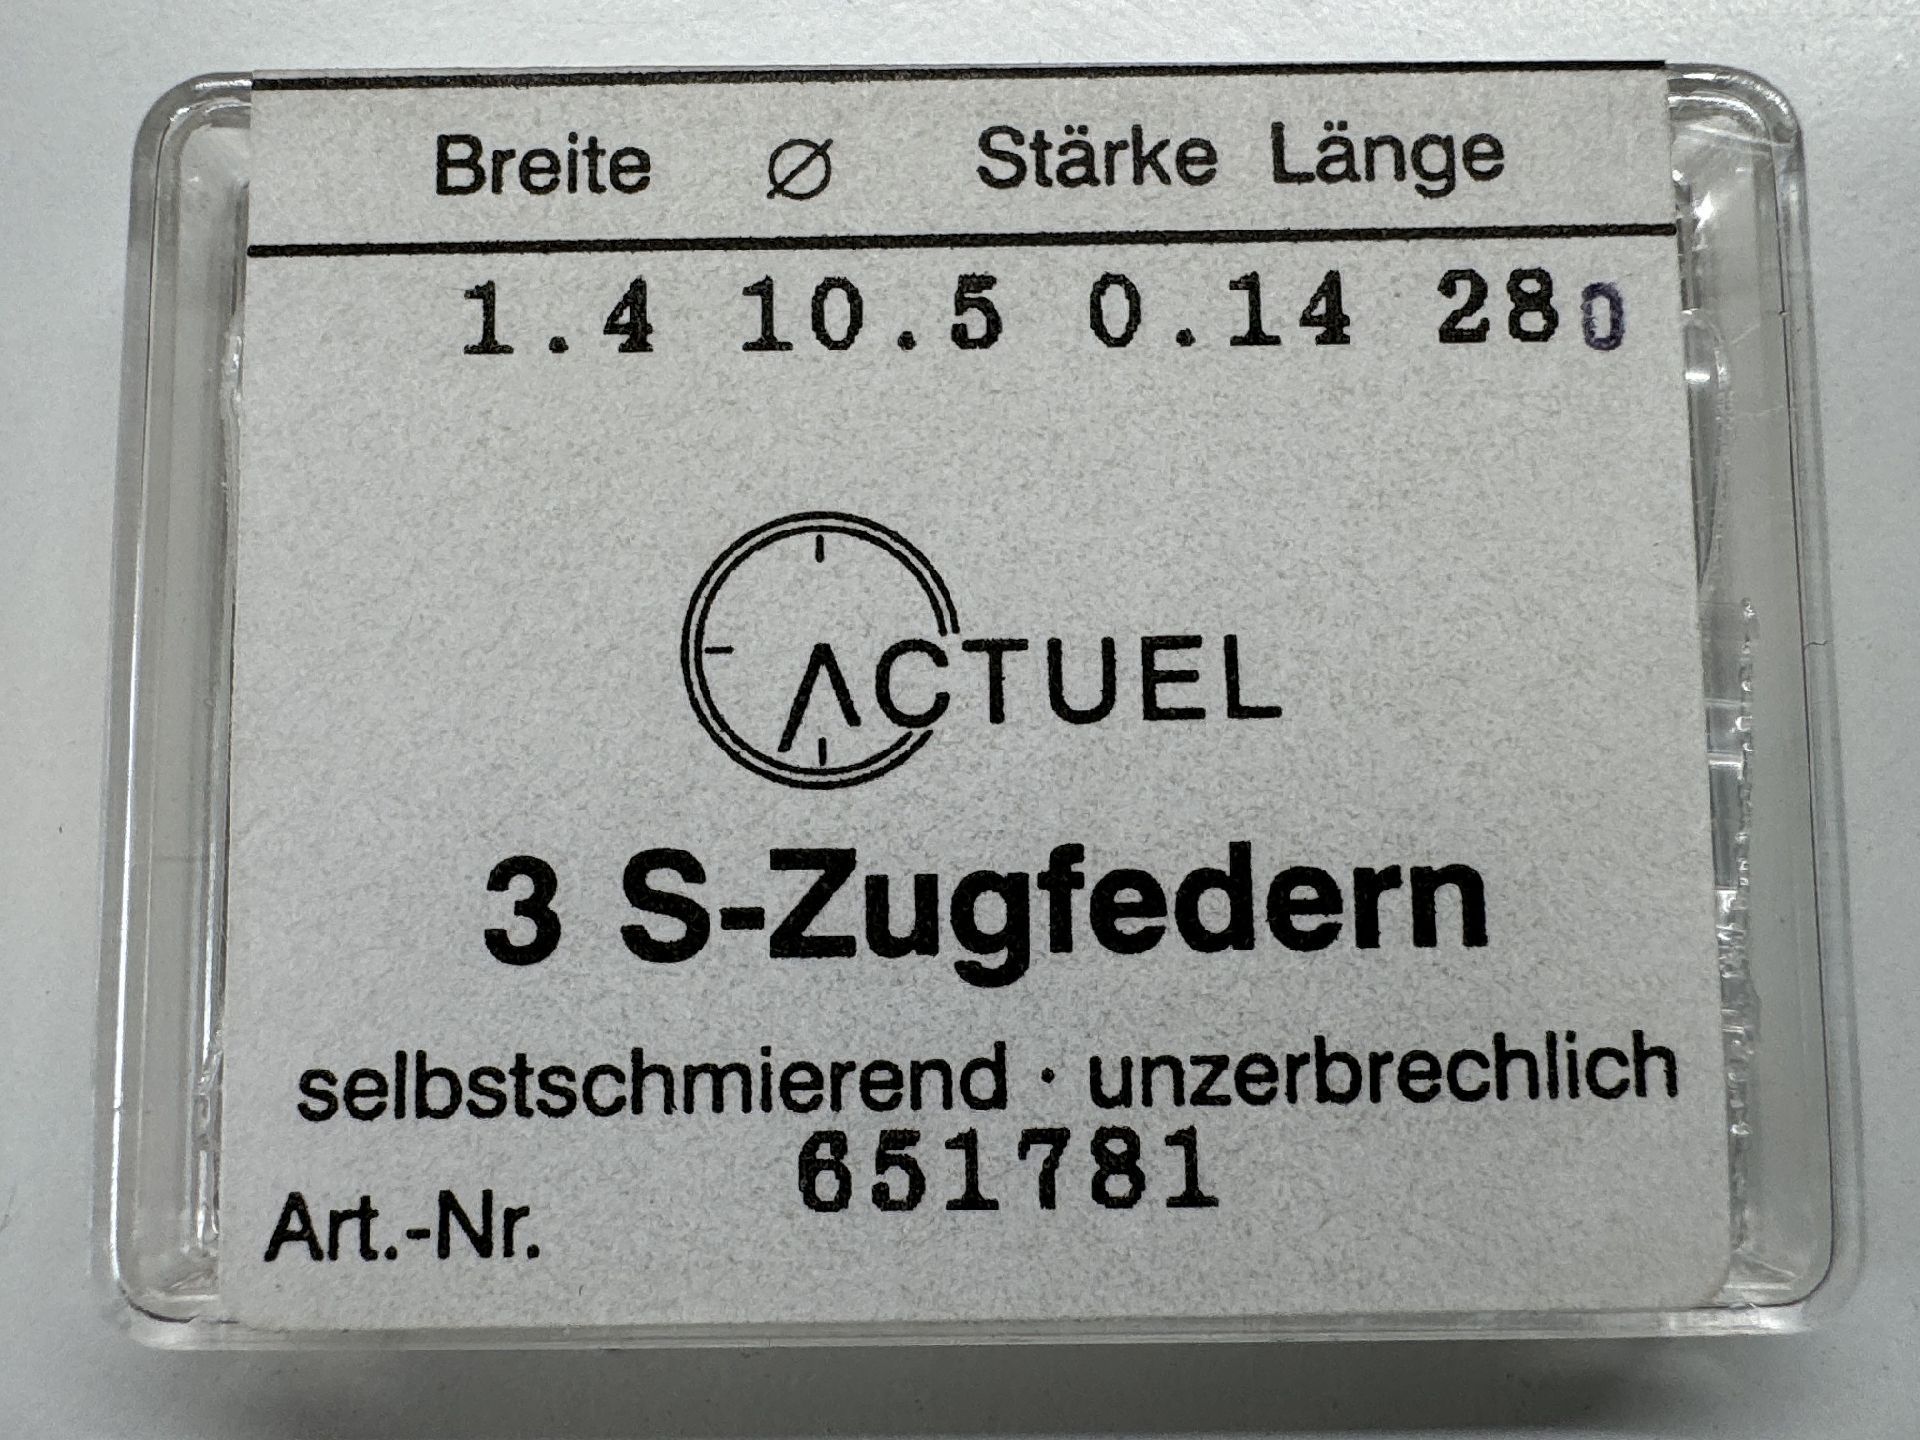 Breite Ø Stärke Länge
1.4 10.5 0.14 280
ACTUEL
3 S-Zugfedern
selbstschmierend · unzerbrechlich
651781
Art.-Nr.